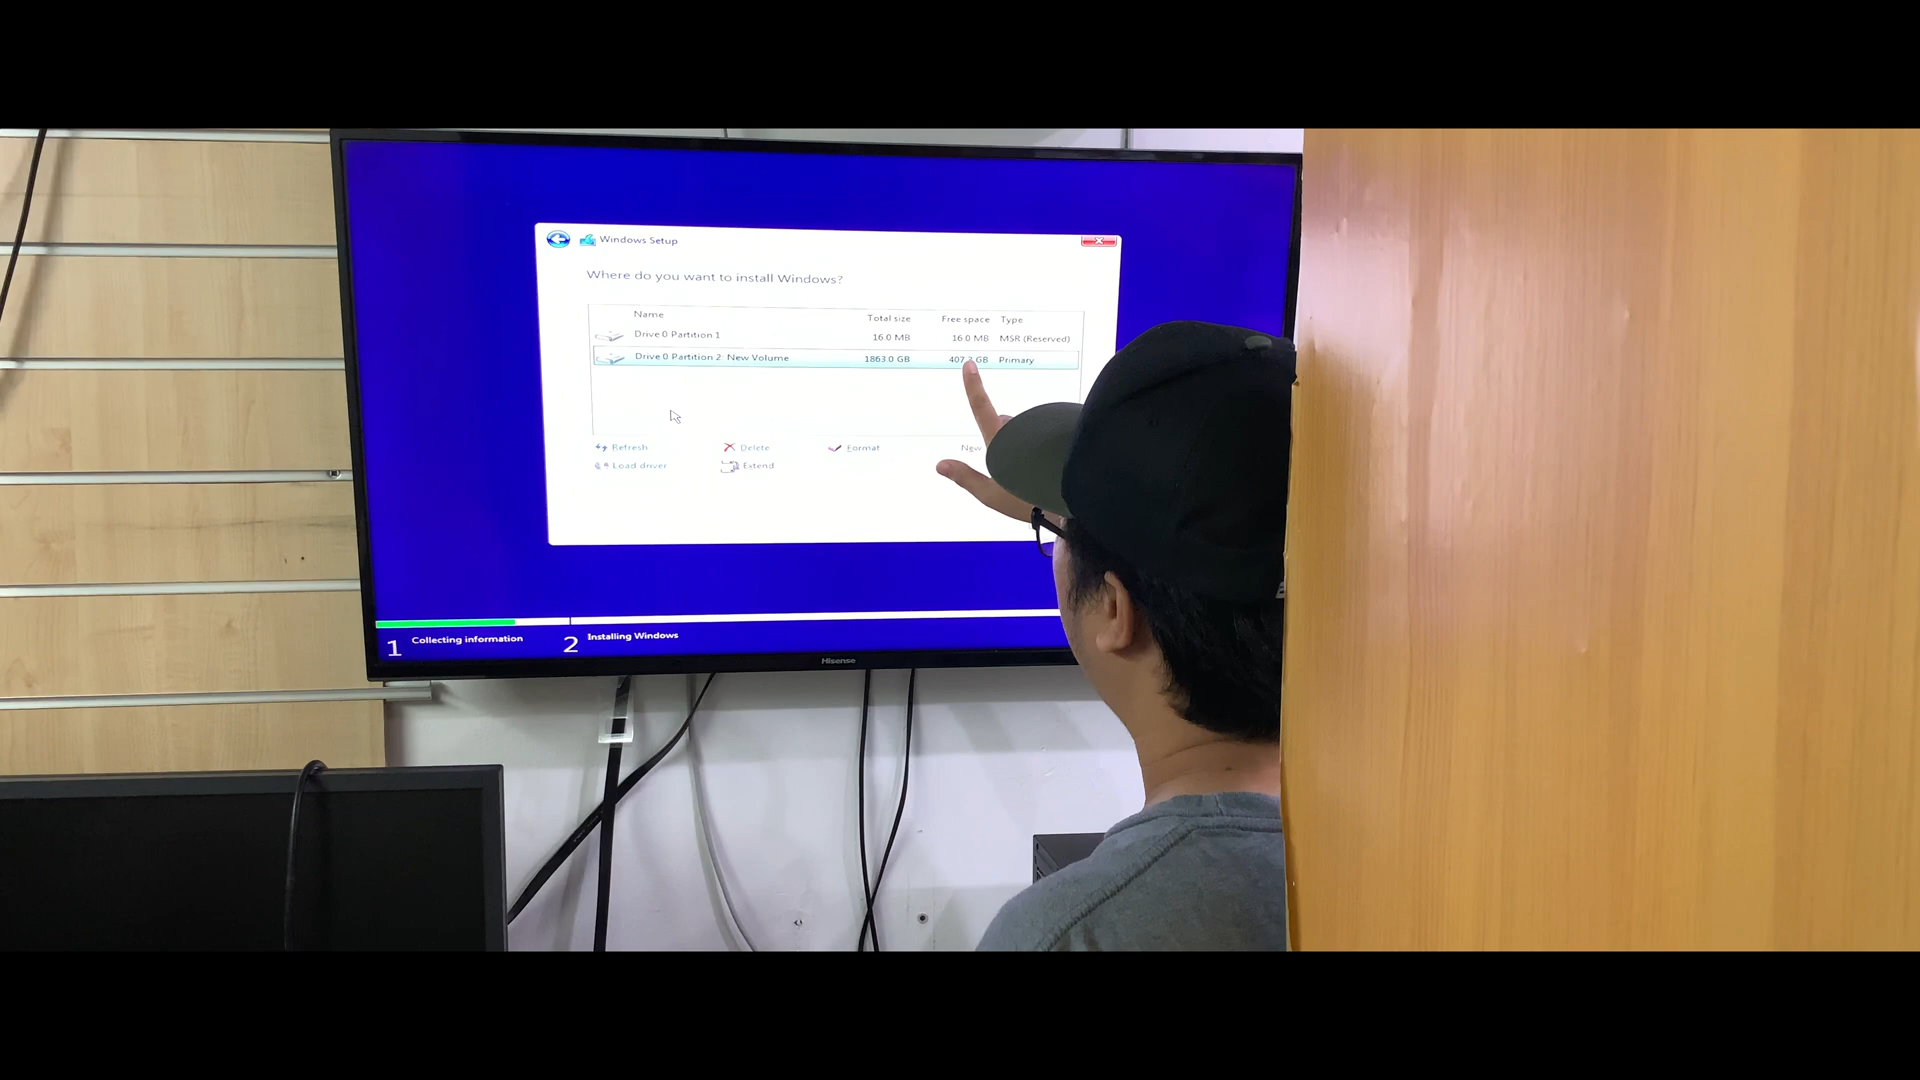 Windows Setup
Where do you want to install Windows?
Name Total size Free space Type
Drive 0 Partition 1 16.0 MB 16.0 MB MSR (Reserved)
Drive 0 Partition 2: New Volume 1863.0 GB GB Primary
Refresh Delete Format New
Load driver Extend
1 Collecting information 2 Installing Windows
Hisense